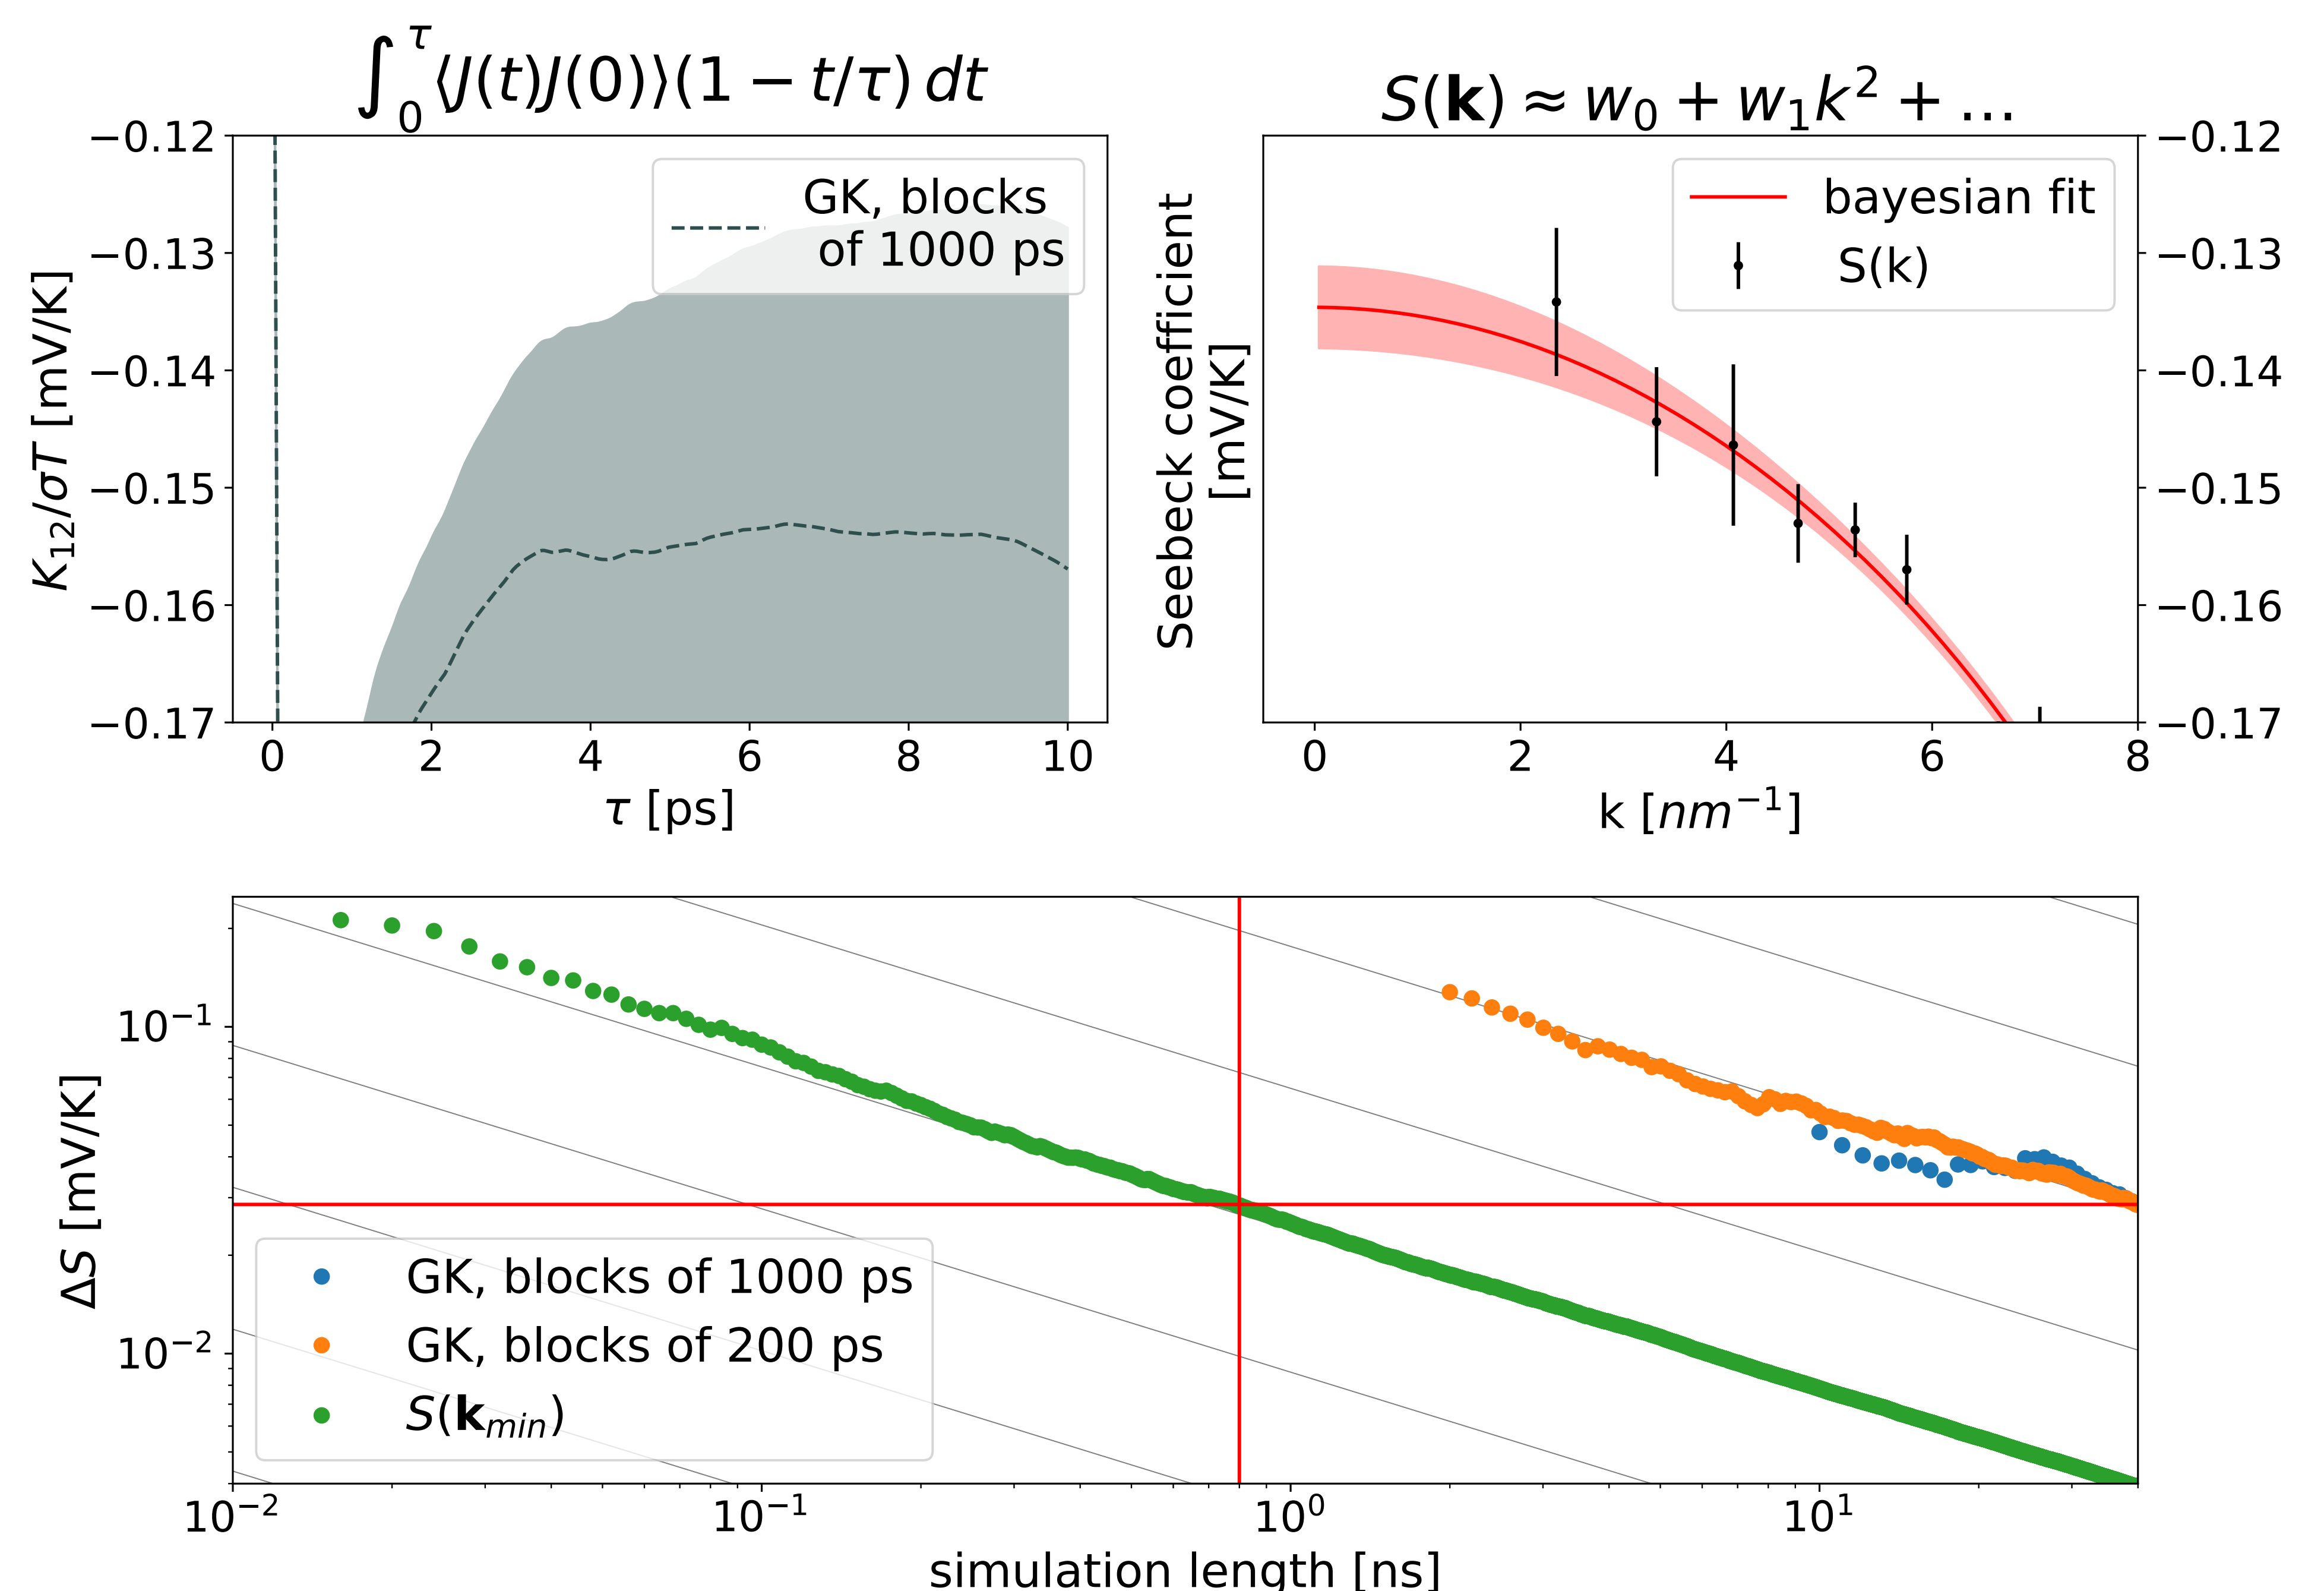 ∫₀^τ⟨J(t)J(0)⟩(1 − t/τ) dt
−0.12
−0.13
−0.14
−0.15
−0.16
−0.17
K₁₂/σT [mV/K]
GK, blocks
of 1000 ps
0 2 4 6 8 10
τ [ps]
S(𝐤) ≈ w₀ + w₁k² + …
Seebeck coefficient
[mV/K]
bayesian fit
S(k)
−0.12
−0.13
−0.14
−0.15
−0.16
−0.17
0 2 4 6 8
k [nm⁻¹]
10⁻¹
10⁻²
ΔS [mV/K]
GK, blocks of 1000 ps
GK, blocks of 200 ps
S(𝐤ₘᵢₙ)
10⁻² 10⁻¹ 10⁰ 10¹
simulation length [ns]